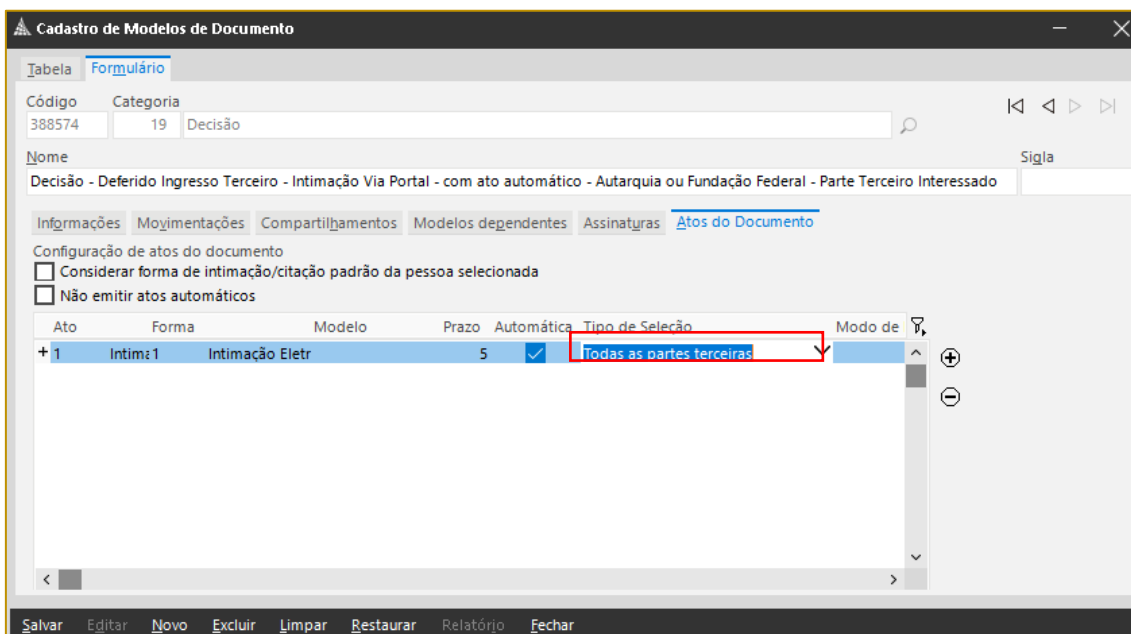 Cadastro de Modelos de Documento
Tabela Formulário
Código Categoria
388574 19 Decisão
Nome Sigla
Decisão - Deferido Ingresso Terceiro - Intimação Via Portal - com ato automático - Autarquia ou Fundação Federal - Parte Terceiro Interessado
Informações Movimentações Compartilhamentos Modelos dependentes Assinaturas Atos do Documento
Configuração de atos do documento
Considerar forma de intimação/citação padrão da pessoa selecionada
Não emitir atos automáticos
Ato Forma Modelo Prazo Automática Tipo de Seleção Modo de
+ 1 Intima 1 Intimação Eletr 5 Todas as partes terceiras
Salvar Editar Novo Excluir Limpar Restaurar Relatório Fechar